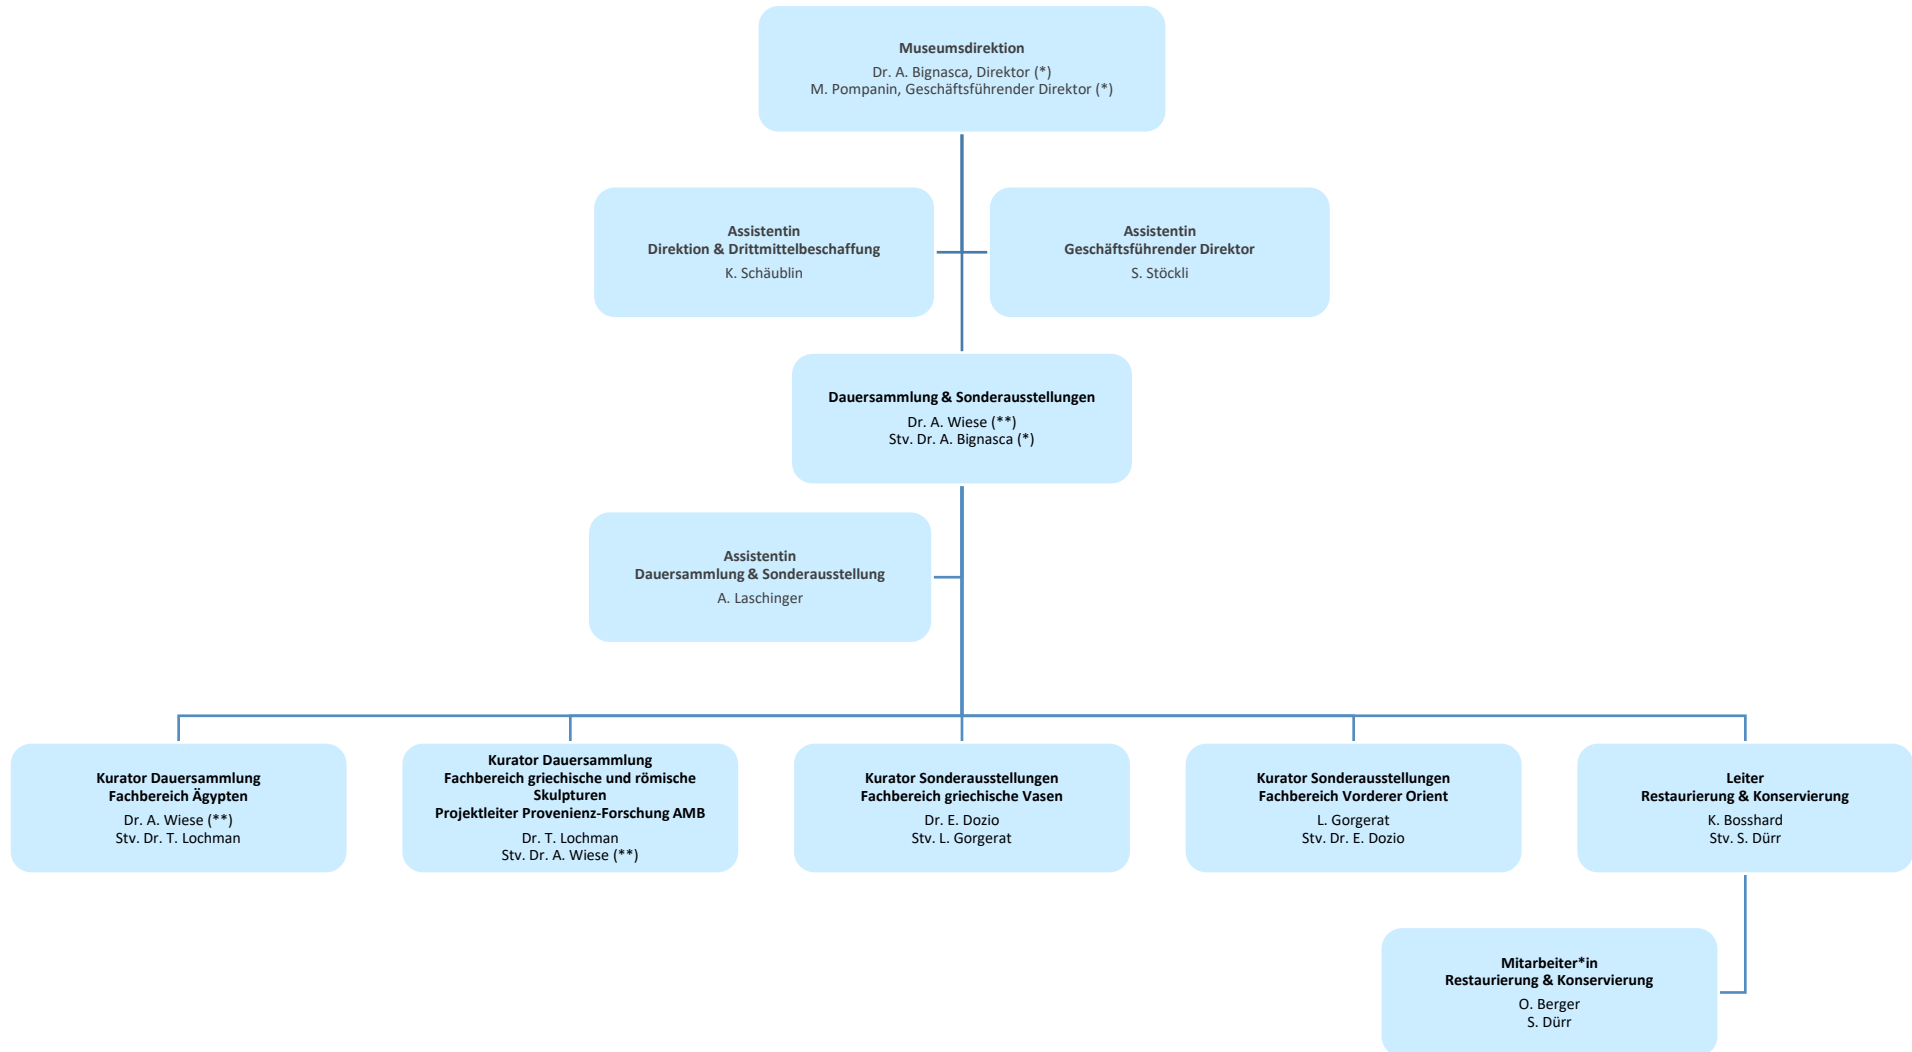 Museumsdirektion
Dr. A. Bignasca, Direktor (*)
M. Pompanin, Geschäftsführender Direktor (*)
Assistentin
Direktion & Drittmittelbeschaffung
K. Schäublin
Assistentin
Geschäftsführender Direktor
S. Stöckli
Dauersammlung & Sonderausstellungen
Dr. A. Wiese (**)
Stv. Dr. A. Bignasca (*)
Assistentin
Dauersammlung & Sonderausstellung
A. Laschinger
Kurator Dauersammlung
Fachbereich Ägypten
Dr. A. Wiese (**)
Stv. Dr. T. Lochman
Kurator Dauersammlung
Fachbereich griechische und römische
Skulpturen
Projektleiter Provenienz-Forschung AMB
Dr. T. Lochman
Stv. Dr. A. Wiese (**)
Kurator Sonderausstellungen
Fachbereich griechische Vasen
Dr. E. Dozio
Stv. L. Gorgerat
Kurator Sonderausstellungen
Fachbereich Vorderer Orient
L. Gorgerat
Stv. Dr. E. Dozio
Leiter
Restaurierung & Konservierung
K. Bosshard
Stv. S. Dürr
Mitarbeiter*in
Restaurierung & Konservierung
O. Berger
S. Dürr